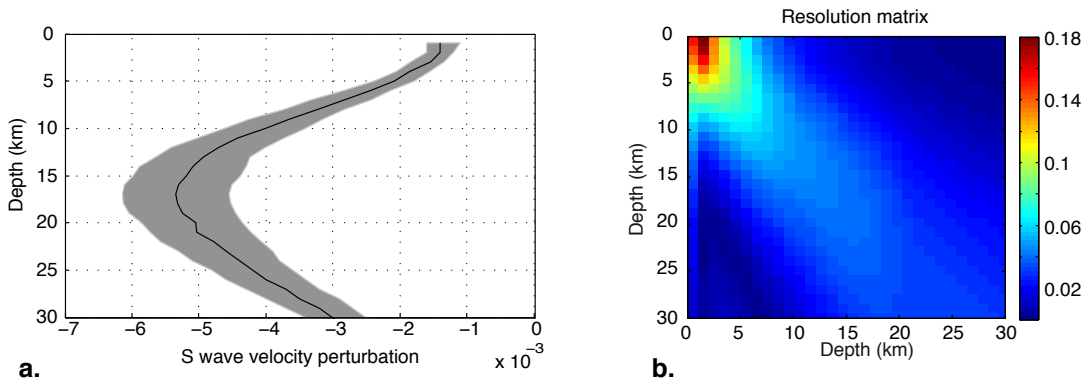 0
5
10
15
20
25
30
Depth (km)
−7 −6 −5 −4 −3 −2 −1 0
S wave velocity perturbation
x 10−3
a.
Resolution matrix
0
5
10
15
20
25
30
Depth (km)
0 5 10 15 20 25 30
Depth (km)
0.18
0.14
0.1
0.06
0.02
b.